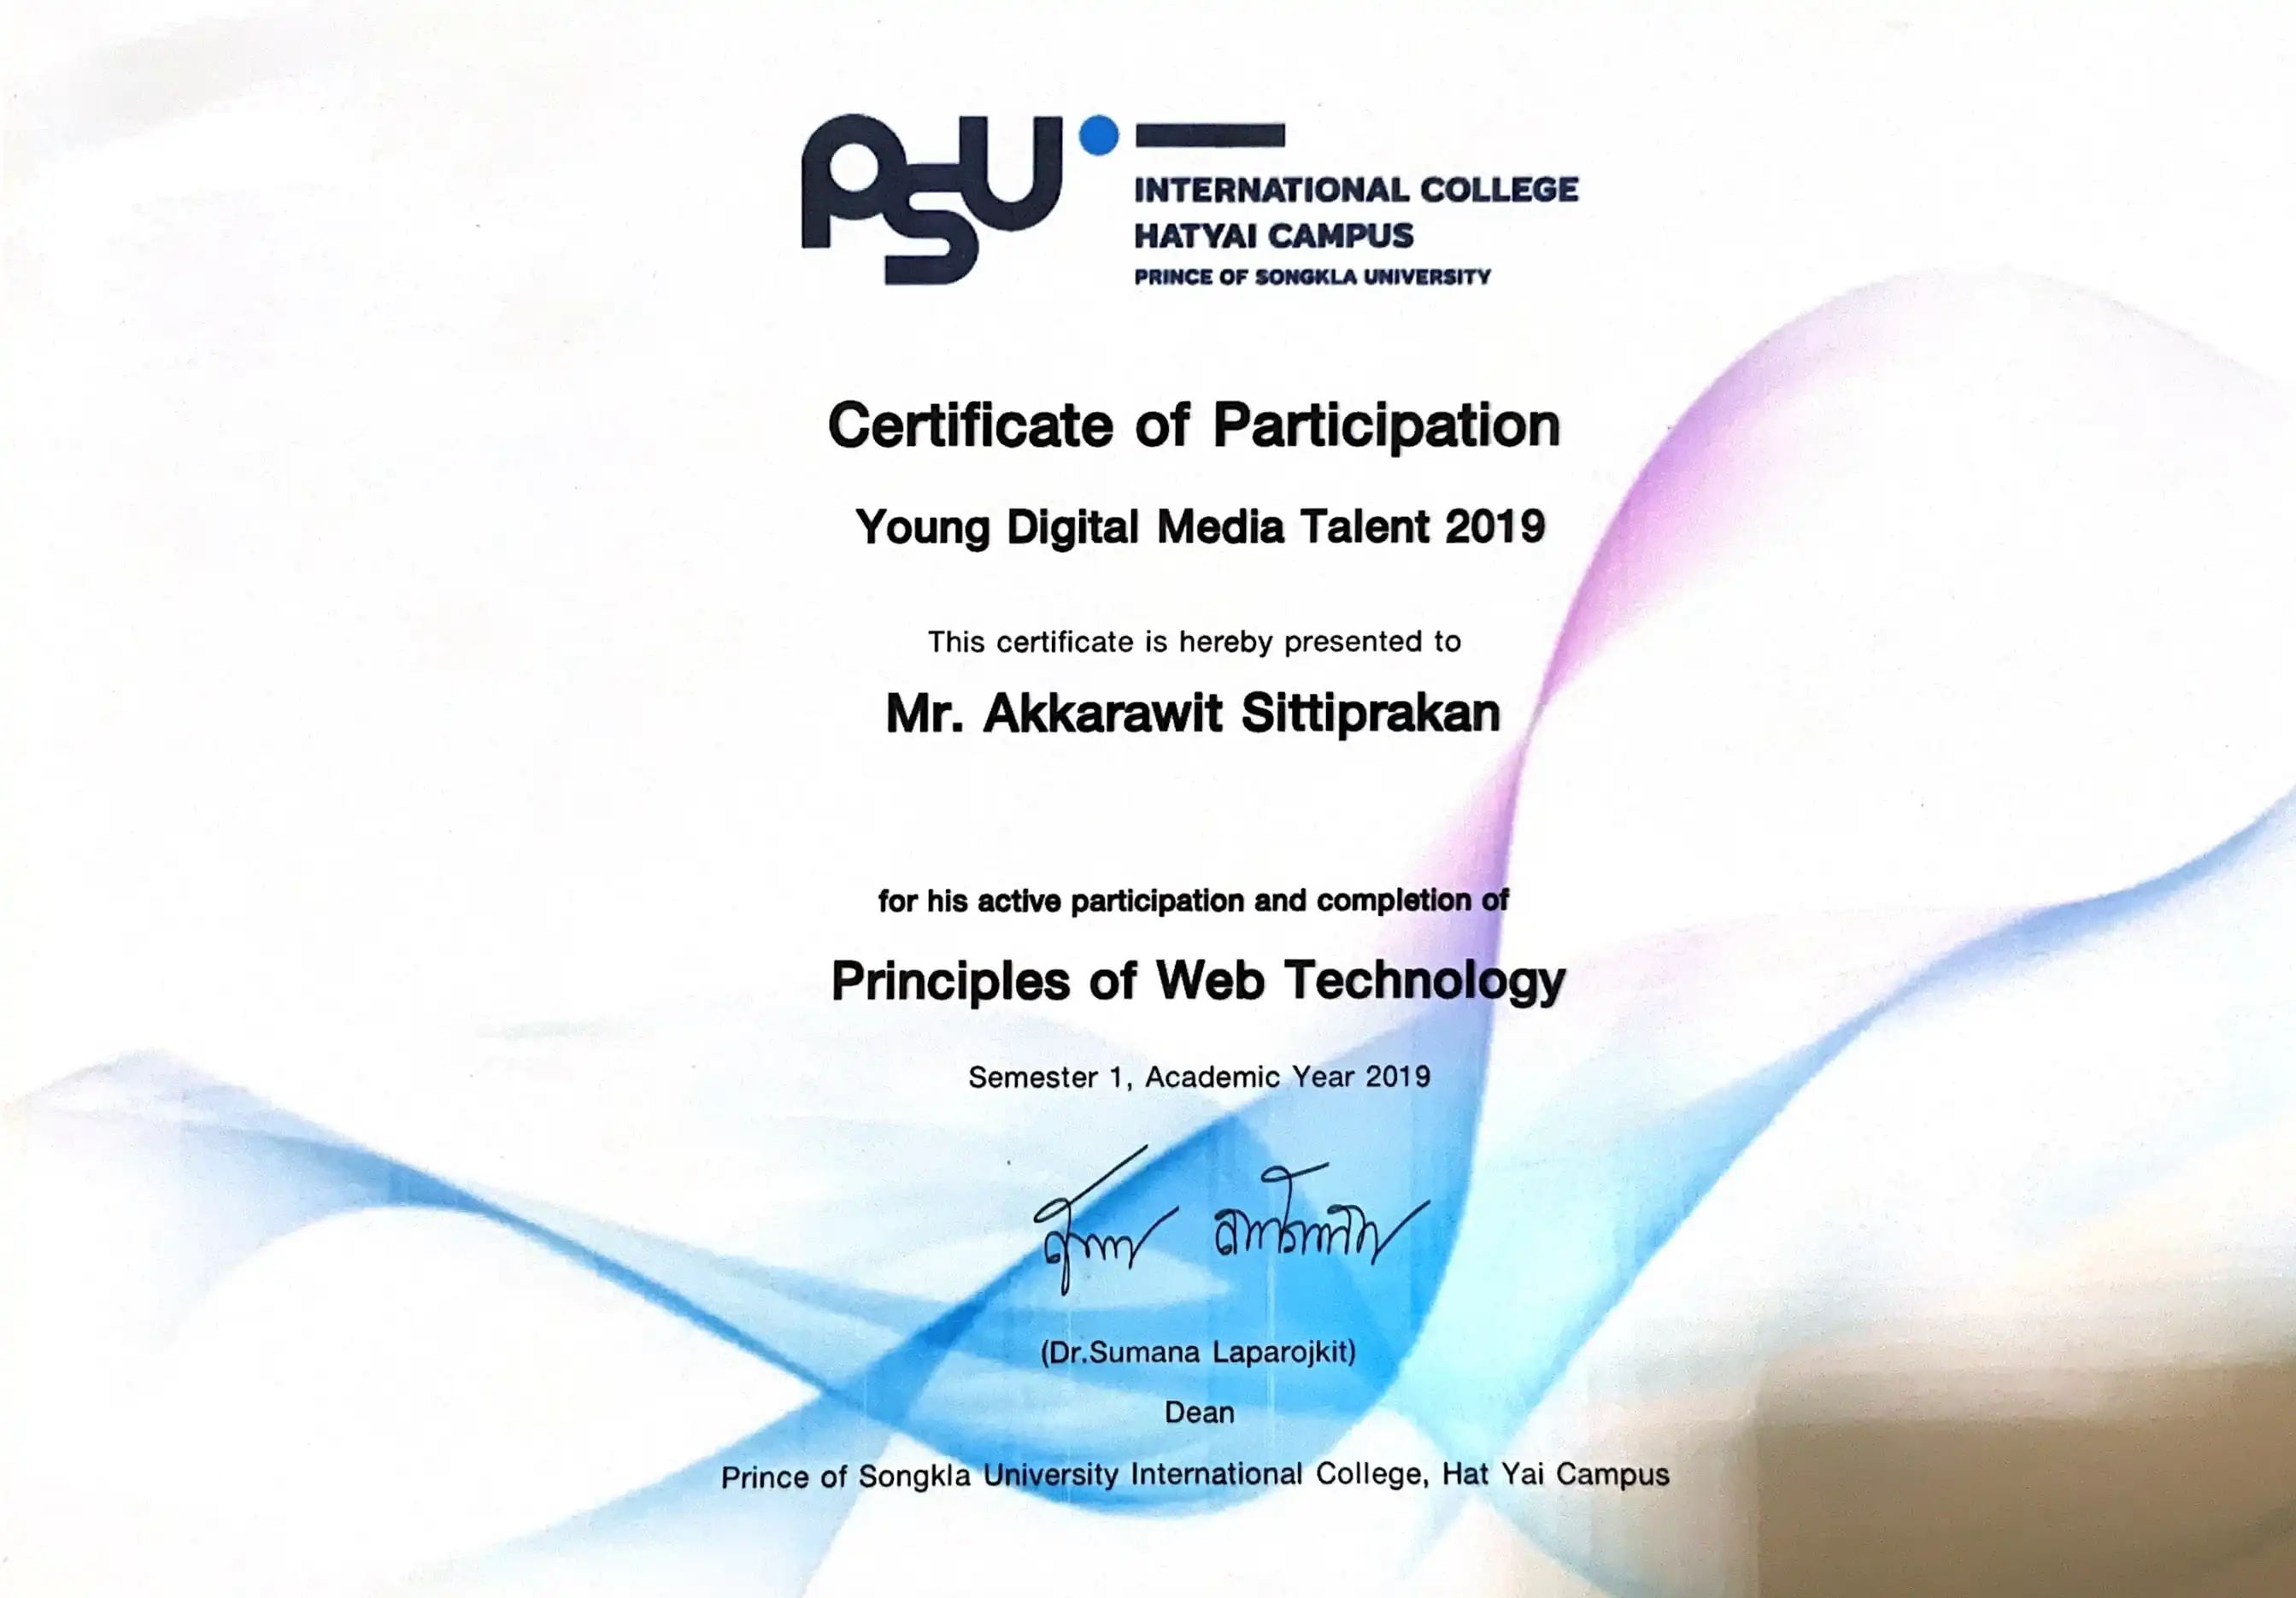 PSU
INTERNATIONAL COLLEGE
HATYAI CAMPUS
PRINCE OF SONGKLA UNIVERSITY
Certificate of Participation
Young Digital Media Talent 2019
This certificate is hereby presented to
Mr. Akkarawit Sittiprakan
for his active participation and completion of
Principles of Web Technology
Semester 1, Academic Year 2019
(Dr.Sumana Laparojkit)
Dean
Prince of Songkla University International College, Hat Yai Campus